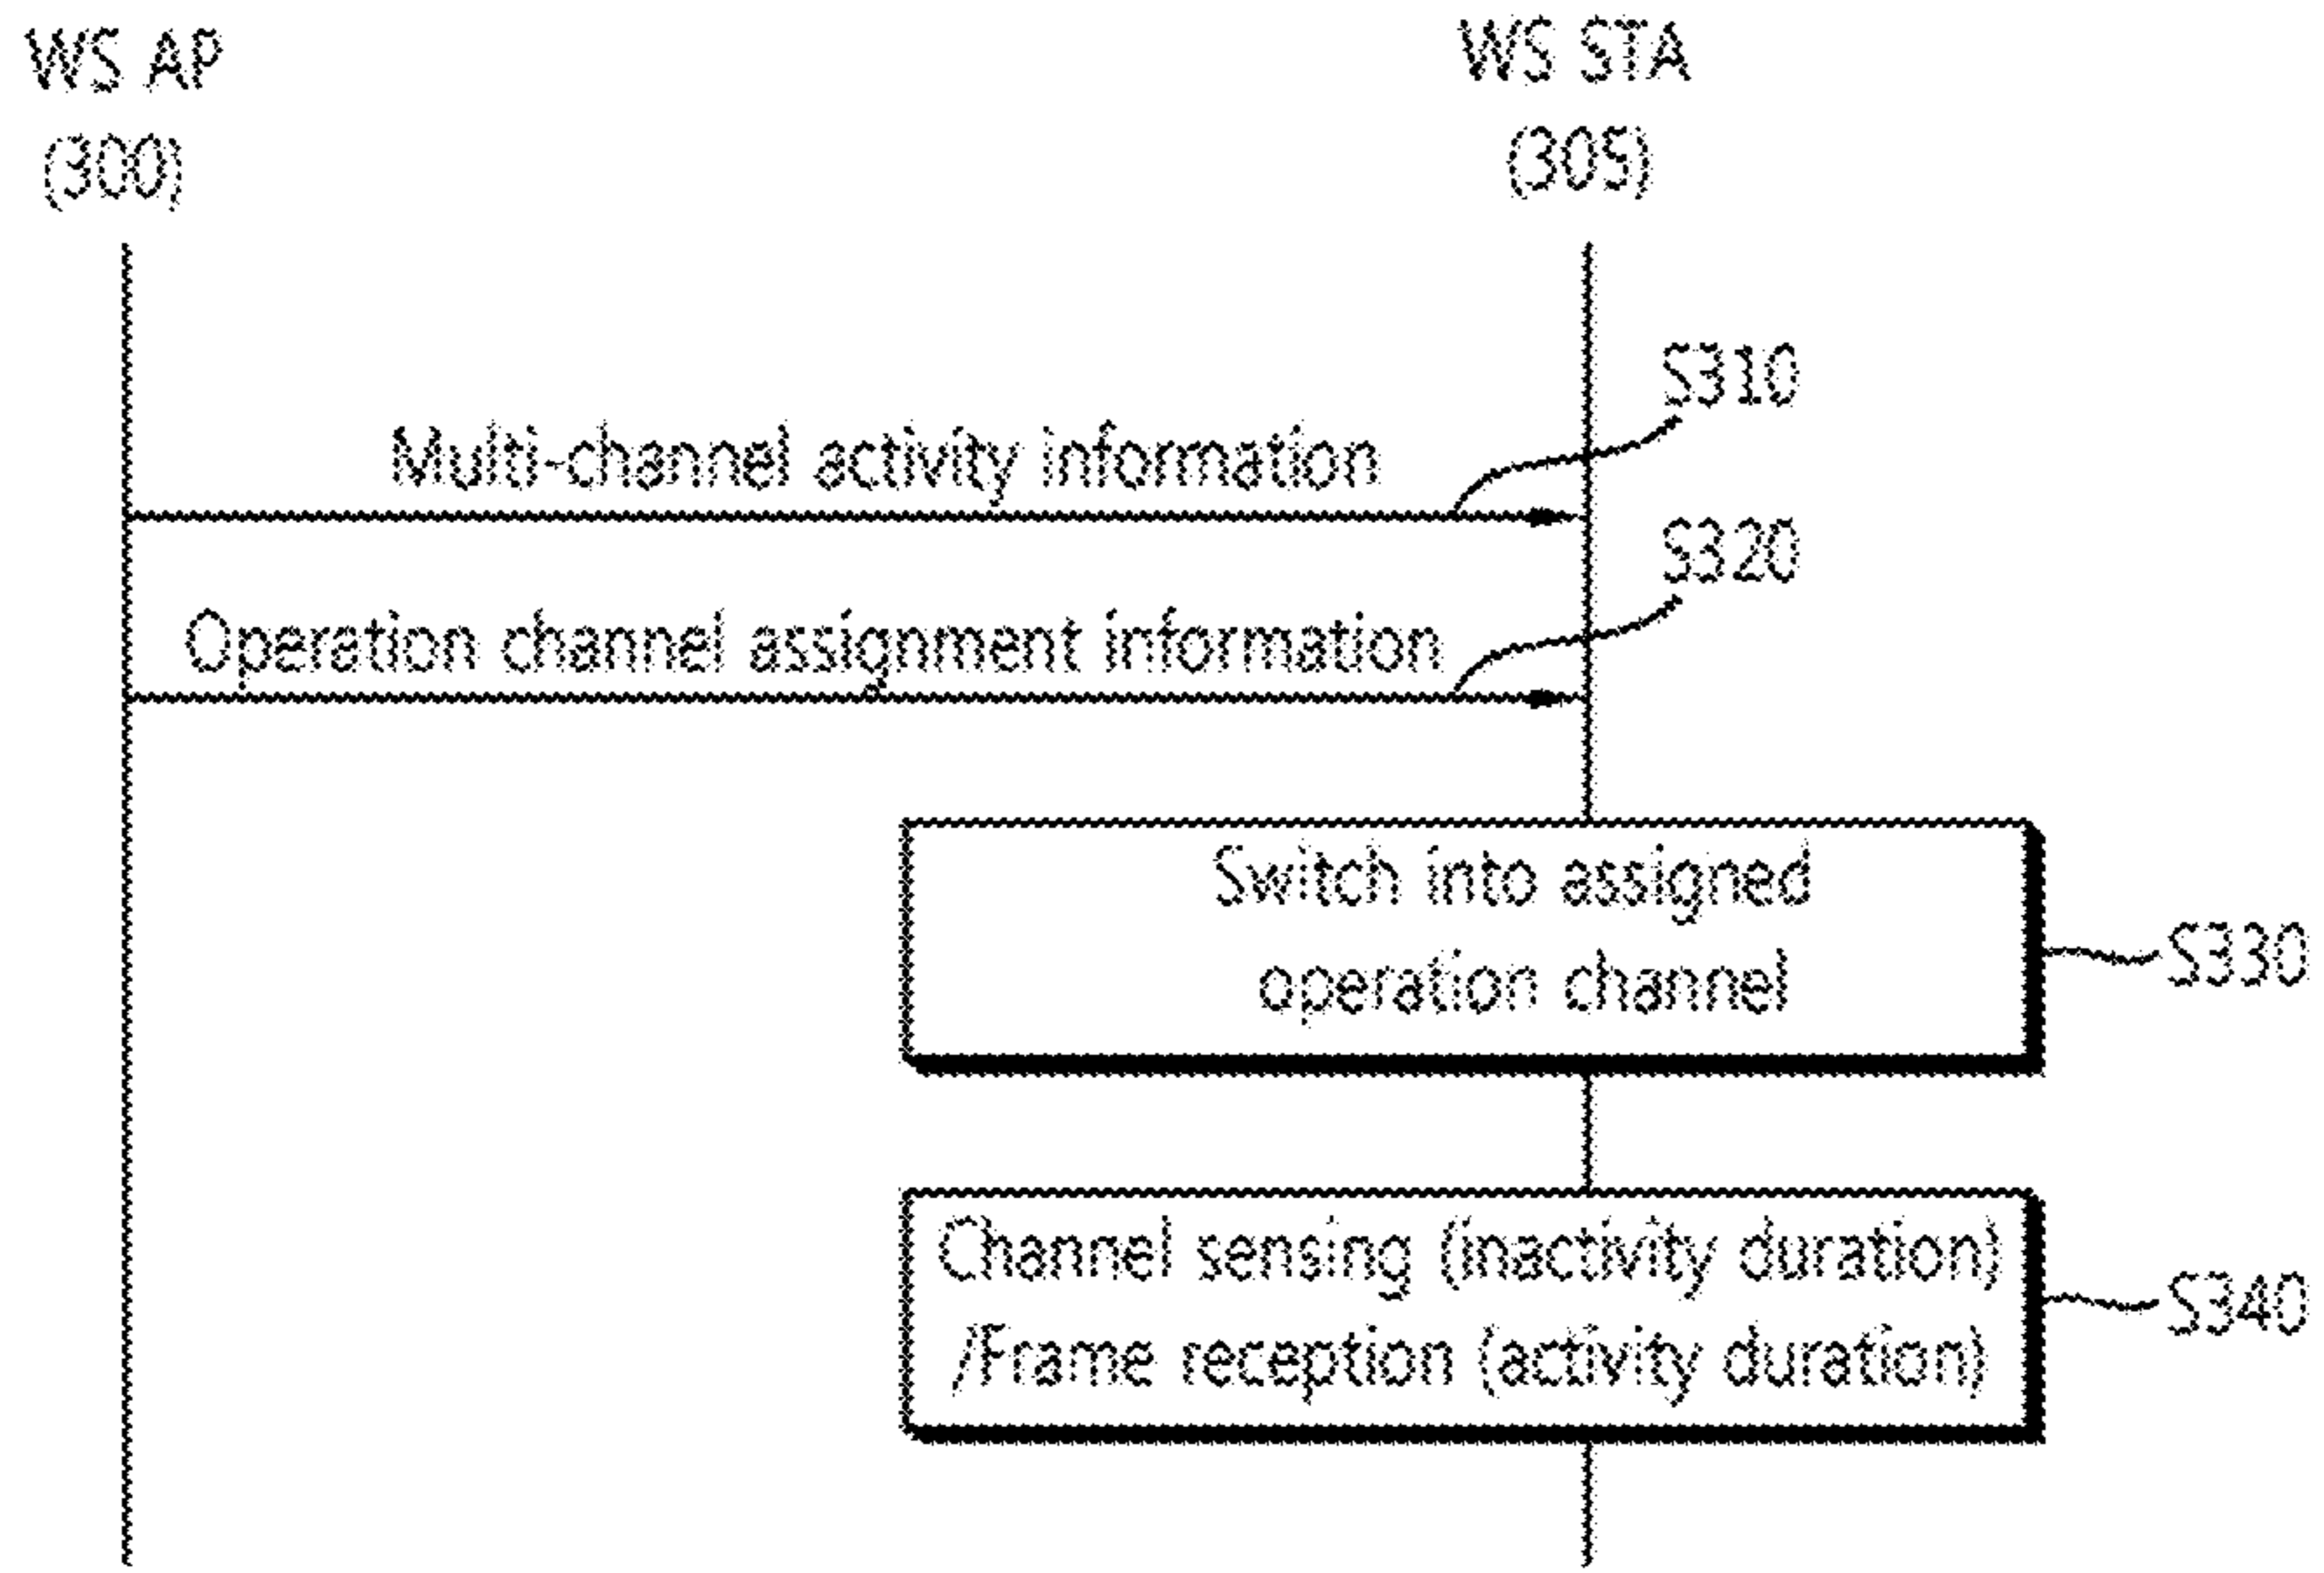 WS AP
(300)
WS STA
(305)
S310
Multi-channel activity information
S320
Operation channel assignment information
Switch into assigned
operation channel
S330
Channel sensing (inactivity duration)
/Frame reception (activity duration)
S340